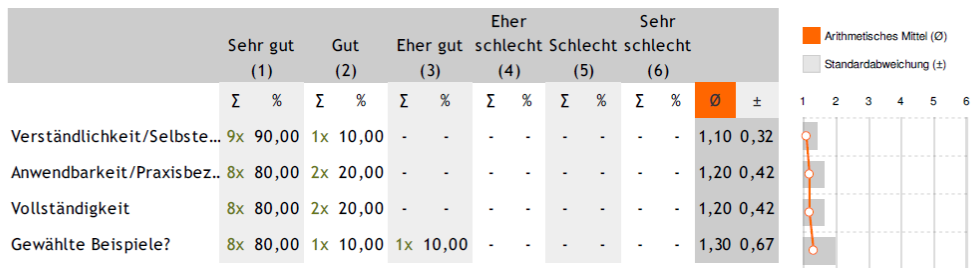 Eher Sehr
Sehr gut Gut Eher gut schlecht Schlecht schlecht
(1) (2) (3) (4) (5) (6)
Σ % Σ % Σ % Σ % Σ % Σ % Ø ±
Verständlichkeit/Selbste... 9x 90,00 1x 10,00 - - - - - - - - 1,10 0,32
Anwendbarkeit/Praxisbez... 8x 80,00 2x 20,00 - - - - - - - - 1,20 0,42
Vollständigkeit 8x 80,00 2x 20,00 - - - - - - - - 1,20 0,42
Gewählte Beispiele? 8x 80,00 1x 10,00 1x 10,00 - - - - - - 1,30 0,67
Arithmetisches Mittel (Ø)
Standardabweichung (±)
1 2 3 4 5 6